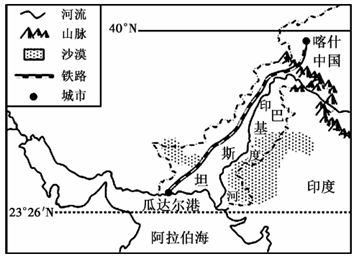 河流
山脉
沙漠
铁路
城市
40°N
喀什
中国
巴
基
斯
坦
印
度
河
印度
瓜达尔港
23°26′N
阿拉伯海